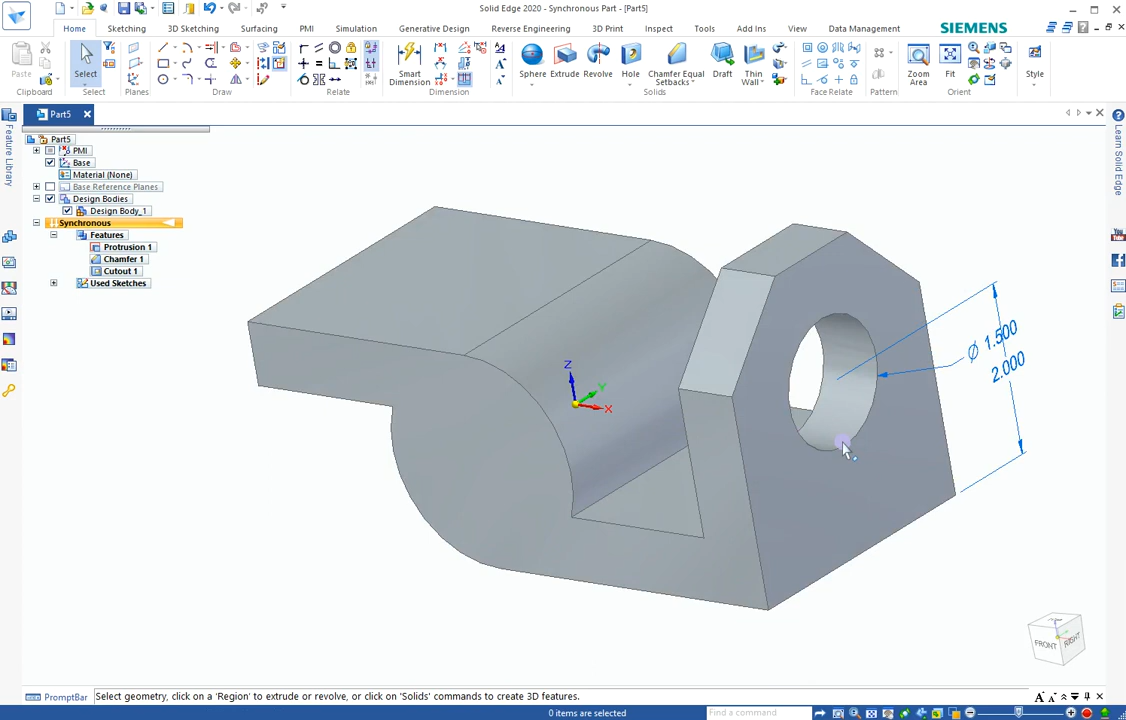 Solid Edge 2020 - Synchronous Part - [Part5]
Home Sketching 3D Sketching Surfacing PMI Simulation Generative Design Reverse Engineering 3D Print Inspect Tools Add Ins View Data Management SIEMENS
Paste Select Smart Dimension Sphere Extrude Revolve Hole Chamfer Equal Setbacks Draft Thin Wall Zoom Area Fit Style
Clipboard Select Planes Draw Relate Dimension Solids Face Relate Pattern Orient
Part5
Feature Library
Learn Solid Edge
You Tube
Part5
PMI
Base
Material (None)
Base Reference Planes
Design Bodies
Design Body_1
Synchronous
Features
Protrusion 1
Chamfer 1
Cutout 1
Used Sketches
Z
Y
X
Ø 1.500
2.000
FRONT
RIGHT
PromptBar
Select geometry, click on a 'Region' to extrude or revolve, or click on 'Solids' commands to create 3D features.
0 items are selected
Find a command